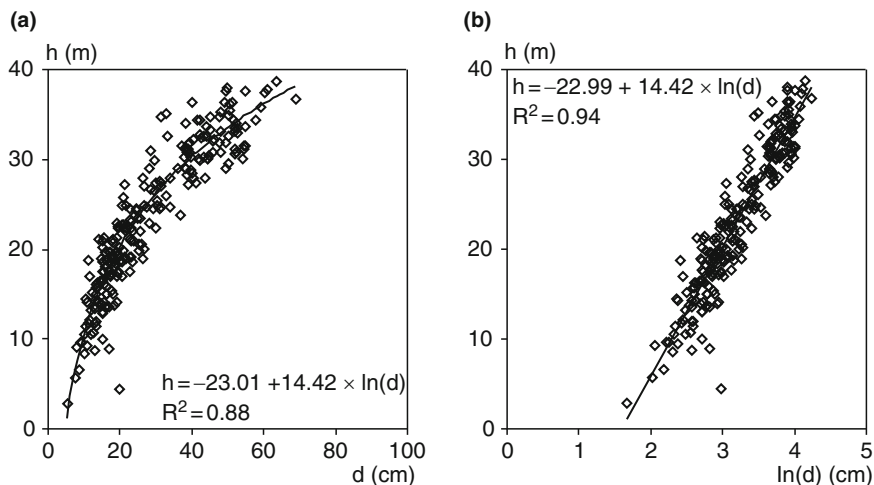 (a)
h (m)
40
30
20
10
0
h=−23.01 +14.42 × ln(d)
R²=0.88
0 20 40 60 80 100
d (cm)
(b)
h (m)
40
30
20
10
0
h=−22.99 + 14.42 × ln(d)
R²=0.94
0 1 2 3 4 5
ln(d) (cm)